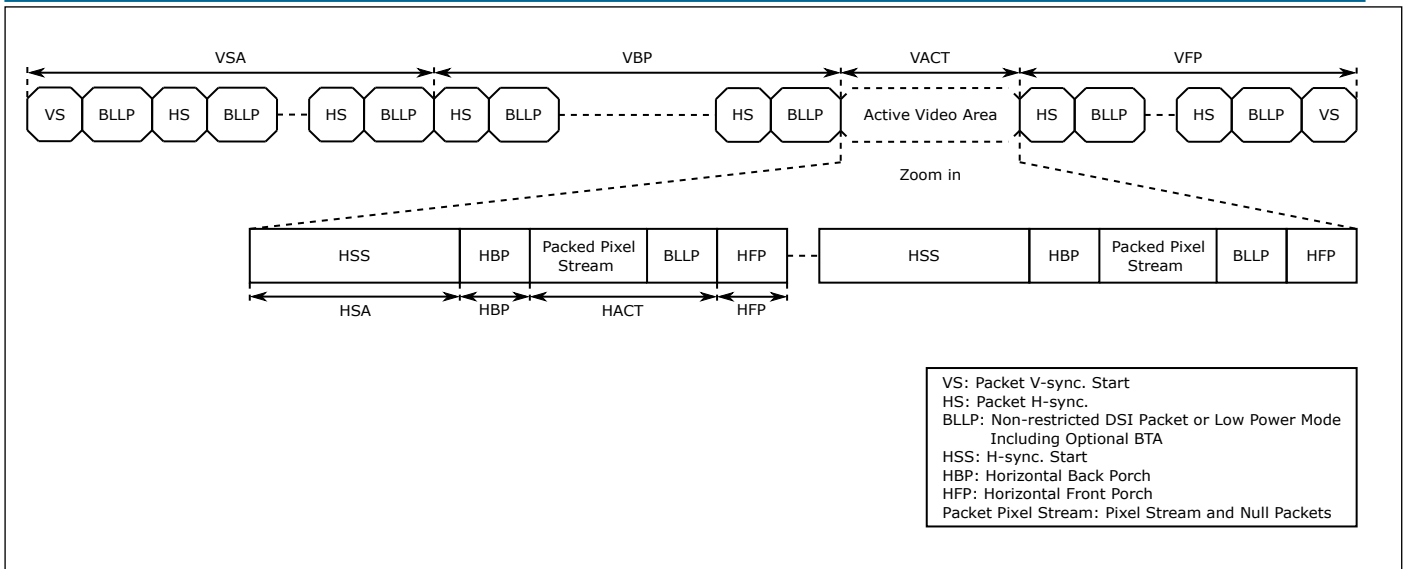 VSA VBP VACT VFP
VS BLLP HS BLLP HS BLLP HS BLLP HS BLLP Active Video Area HS BLLP HS BLLP VS
Zoom in
HSS HBP Packed Pixel BLLP HFP HSS HBP Packed Pixel BLLP HFP
Stream Stream
HSA HBP HACT HFP
VS: Packet V-sync. Start
HS: Packet H-sync.
BLLP: Non-restricted DSI Packet or Low Power Mode
Including Optional BTA
HSS: H-sync. Start
HBP: Horizontal Back Porch
HFP: Horizontal Front Porch
Packet Pixel Stream: Pixel Stream and Null Packets